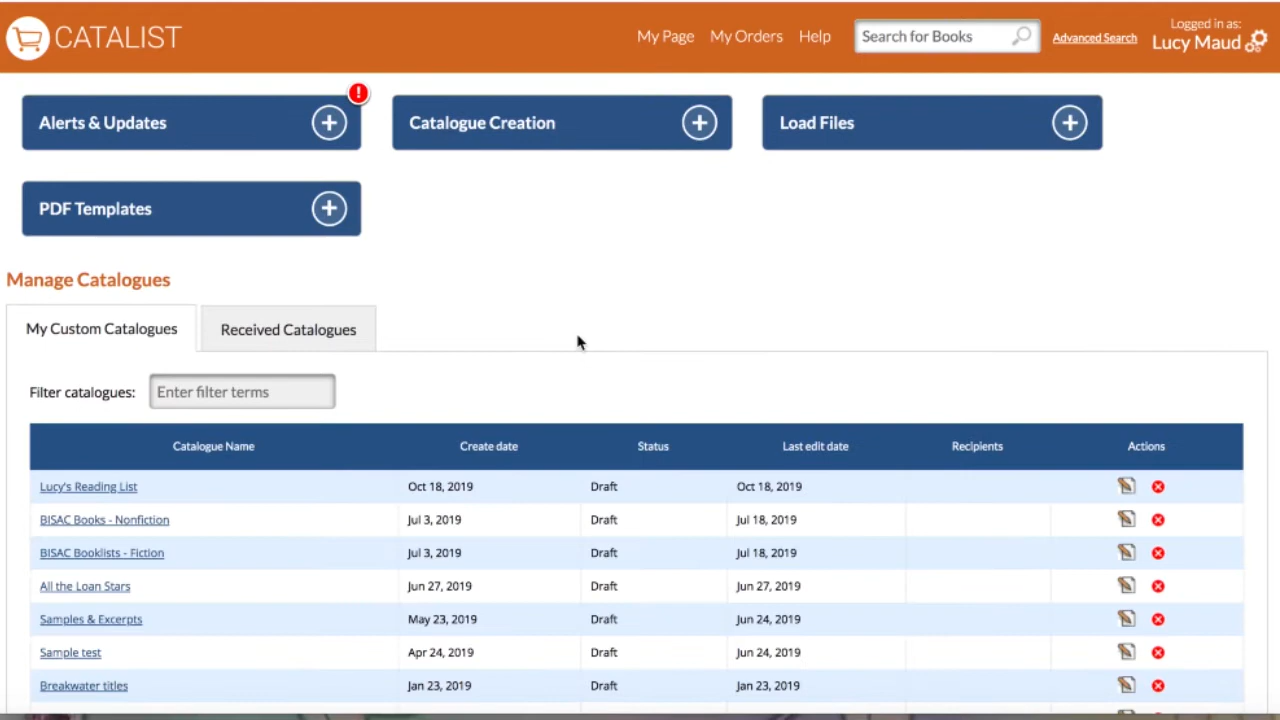 CATALIST
My Page My Orders Help Search for Books Advanced Search Logged in as:
Lucy Maud
Alerts & Updates + ! Catalogue Creation + Load Files +
PDF Templates +
Manage Catalogues
My Custom Catalogues Received Catalogues
Filter catalogues: Enter filter terms
Catalogue Name Create date Status Last edit date Recipients Actions
Lucy's Reading List Oct 18, 2019 Draft Oct 18, 2019
BISAC Books - Nonfiction Jul 3, 2019 Draft Jul 18, 2019
BISAC Booklists - Fiction Jul 3, 2019 Draft Jul 18, 2019
All the Loan Stars Jun 27, 2019 Draft Jun 27, 2019
Samples & Excerpts May 23, 2019 Draft Jun 24, 2019
Sample test Apr 24, 2019 Draft Jun 24, 2019
Breakwater titles Jan 23, 2019 Draft Jan 23, 2019